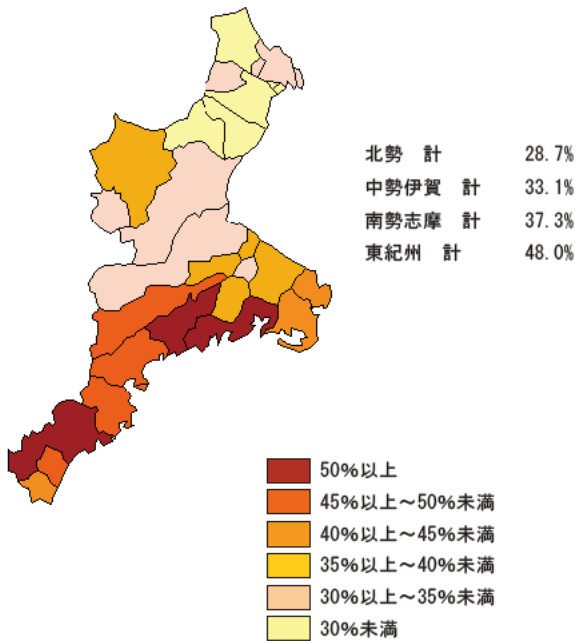 北勢　計　28.7%
中勢伊賀　計　33.1%
南勢志摩　計　37.3%
東紀州　計　48.0%
50%以上
45%以上～50%未満
40%以上～45%未満
35%以上～40%未満
30%以上～35%未満
30%未満